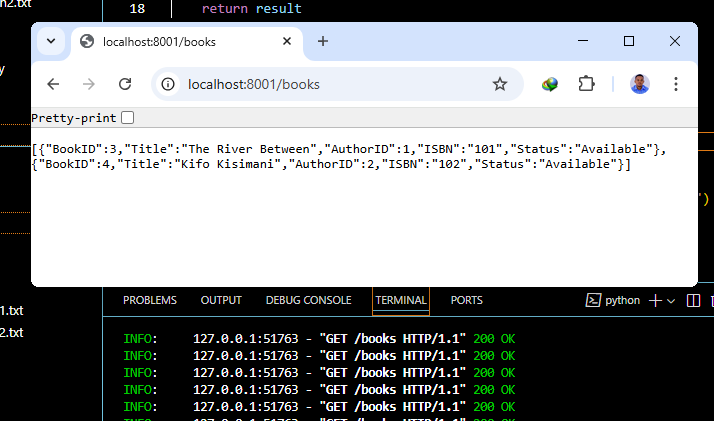 n2.txt
18 return result
localhost:8001/books
localhost:8001/books
y
Pretty-print
[{"BookID":3,"Title":"The River Between","AuthorID":1,"ISBN":"101","Status":"Available"},
{"BookID":4,"Title":"Kifo Kisimani","AuthorID":2,"ISBN":"102","Status":"Available"}]
")
PROBLEMS OUTPUT DEBUG CONSOLE TERMINAL PORTS python
1.txt
2.txt
INFO: 127.0.0.1:51763 - "GET /books HTTP/1.1" 200 OK
INFO: 127.0.0.1:51763 - "GET /books HTTP/1.1" 200 OK
INFO: 127.0.0.1:51763 - "GET /books HTTP/1.1" 200 OK
INFO: 127.0.0.1:51763 - "GET /books HTTP/1.1" 200 OK
INFO: 127.0.0.1:51763 - "GET /books HTTP/1.1" 200 OK